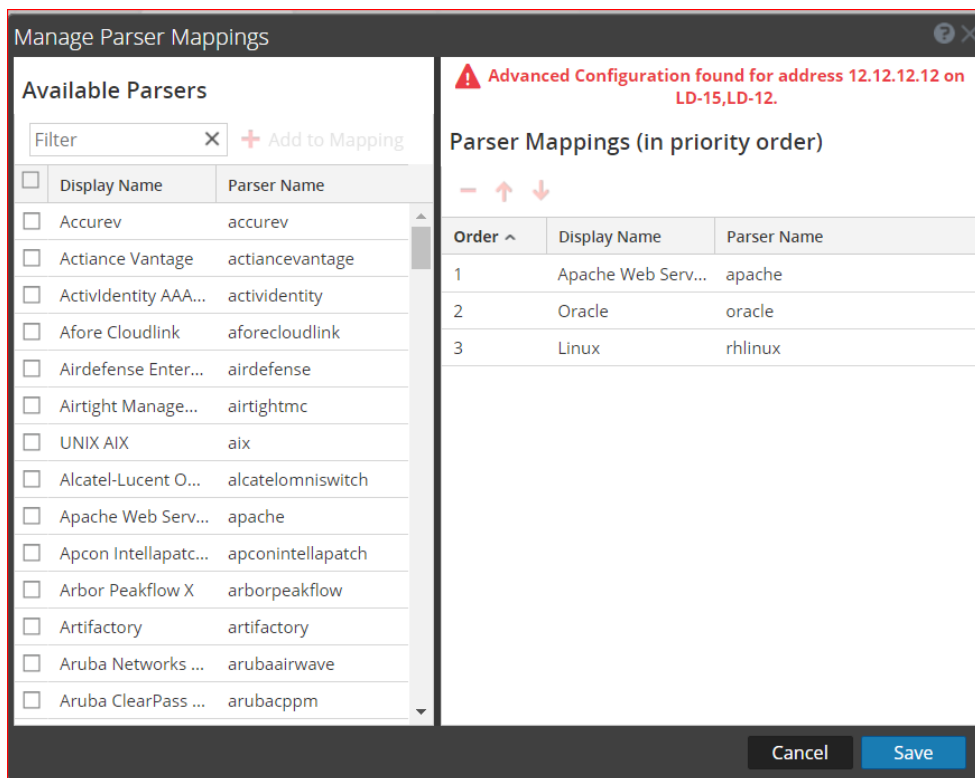 Manage Parser Mappings
Available Parsers
Filter
Add to Mapping
Display Name Parser Name
Accurev accurev
Actiance Vantage actiancevantage
ActivIdentity AAA... actividentity
Afore Cloudlink aforecloudlink
Airdefense Enter... airdefense
Airtight Manage... airtightmc
UNIX AIX aix
Alcatel-Lucent O... alcatelomniswitch
Apache Web Serv... apache
Apcon Intellapatc... apconintellapatch
Arbor Peakflow X arborpeakflow
Artifactory artifactory
Aruba Networks ... arubaairwave
Aruba ClearPass ... arubacppm
Advanced Configuration found for address 12.12.12.12 on
LD-15,LD-12.
Parser Mappings (in priority order)
Order Display Name Parser Name
1 Apache Web Serv... apache
2 Oracle oracle
3 Linux rhlinux
Cancel Save